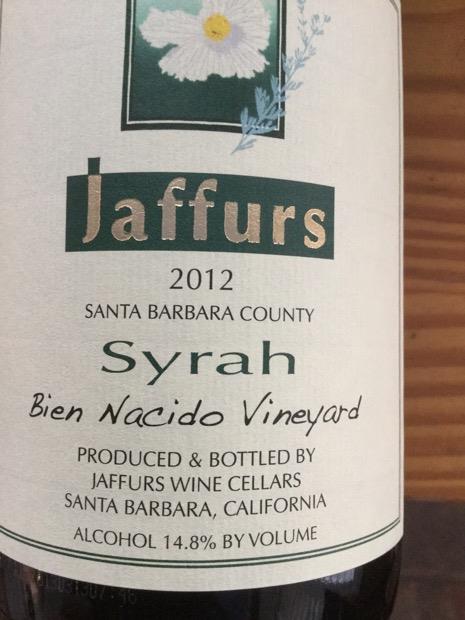 Jaffurs
2012
SANTA BARBARA COUNTY
Syrah
Bien Nacido Vineyard
PRODUCED & BOTTLED BY
JAFFURS WINE CELLARS
SANTA BARBARA, CALIFORNIA
ALCOHOL 14.8% BY VOLUME